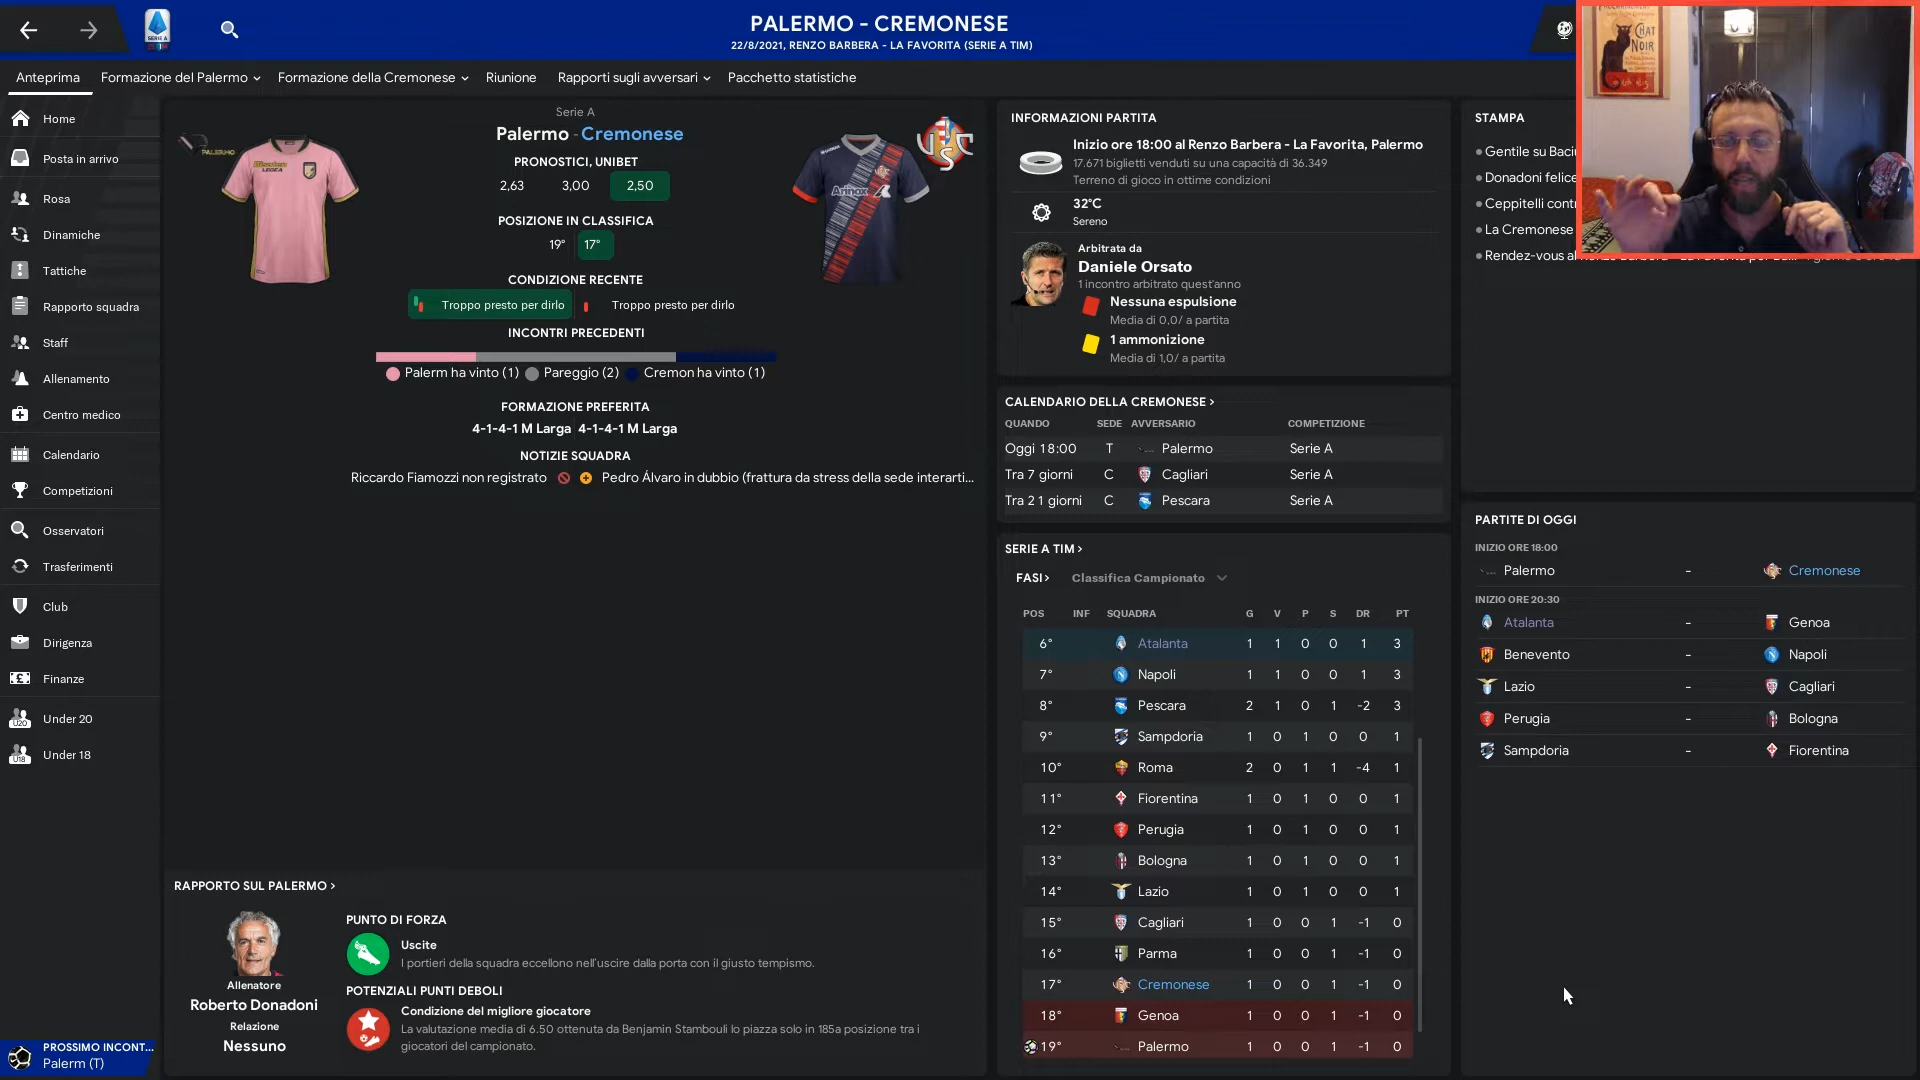 PALERMO - CREMONESE
22/8/2021, RENZO BARBERA - LA FAVORITA (SERIE A TIM)
SERIE A
CHAT
NOIR
Anteprima
Formazione del Palermo
Formazione della Cremonese
Riunione
Rapporti sugli avversari
Pacchetto statistiche
Home
Posta in arrivo
Rosa
Dinamiche
Tattiche
Rapporto squadra
Staff
Allenamento
Centro medico
Calendario
Competizioni
Osservatori
Trasferimenti
Club
Dirigenza
Finanze
U20 Under 20
U18 Under 18
PROSSIMO INCONT...
Palerm (T)
Serie A
Palermo - Cremonese
PALERMO
LEGEA
Arinox
PRONOSTICI, UNIBET
2,63 3,00 2,50
POSIZIONE IN CLASSIFICA
19° 17°
CONDIZIONE RECENTE
Troppo presto per dirlo Troppo presto per dirlo
INCONTRI PRECEDENTI
Palerm ha vinto (1) Pareggio (2) Cremon ha vinto (1)
FORMAZIONE PREFERITA
4-1-4-1 M Larga 4-1-4-1 M Larga
NOTIZIE SQUADRA
Riccardo Fiamozzi non registrato Pedro Álvaro in dubbio (frattura da stress della sede interarti...
RAPPORTO SUL PALERMO >
Allenatore
Roberto Donadoni
Relazione
Nessuno
PUNTO DI FORZA
Uscite
I portieri della squadra eccellono nell'uscire dalla porta con il giusto tempismo.
POTENZIALI PUNTI DEBOLI
Condizione del migliore giocatore
La valutazione media di 6.50 ottenuta da Benjamin Stambouli lo piazza solo in 185a posizione tra i
giocatori del campionato.
INFORMAZIONI PARTITA
Inizio ore 18:00 al Renzo Barbera - La Favorita, Palermo
17.671 biglietti venduti su una capacità di 36.349
Terreno di gioco in ottime condizioni
32°C
Sereno
Arbitrata da
Daniele Orsato
1 incontro arbitrato quest'anno
Nessuna espulsione
Media di 0,0/ a partita
1 ammonizione
Media di 1,0/ a partita
CALENDARIO DELLA CREMONESE >
QUANDO SEDE AVVERSARIO COMPETIZIONE
Oggi 18:00 T Palermo Serie A
Tra 7 giorni C Cagliari Serie A
Tra 21 giorni C Pescara Serie A
SERIE A TIM >
FASI > Classifica Campionato
POS INF SQUADRA G V P S DR PT
6° Atalanta 1 1 0 0 1 3
7° Napoli 1 1 0 0 1 3
8° Pescara 2 1 0 1 -2 3
9° Sampdoria 1 0 1 0 0 1
10° Roma 2 0 1 1 -4 1
11° Fiorentina 1 0 1 0 0 1
12° Perugia 1 0 1 0 0 1
13° Bologna 1 0 1 0 0 1
14° Lazio 1 0 1 0 0 1
15° Cagliari 1 0 0 1 -1 0
16° Parma 1 0 0 1 -1 0
17° Cremonese 1 0 0 1 -1 0
18° Genoa 1 0 0 1 -1 0
19° Palermo 1 0 0 1 -1 0
STAMPA
Gentile su
Donadoni felice
Ceppitelli
La Cremonese
Rendez-vous
PARTITE DI OGGI
INIZIO ORE 18:00
Palermo - Cremonese
INIZIO ORE 20:30
Atalanta - Genoa
Benevento - Napoli
Lazio - Cagliari
Perugia - Bologna
Sampdoria - Fiorentina